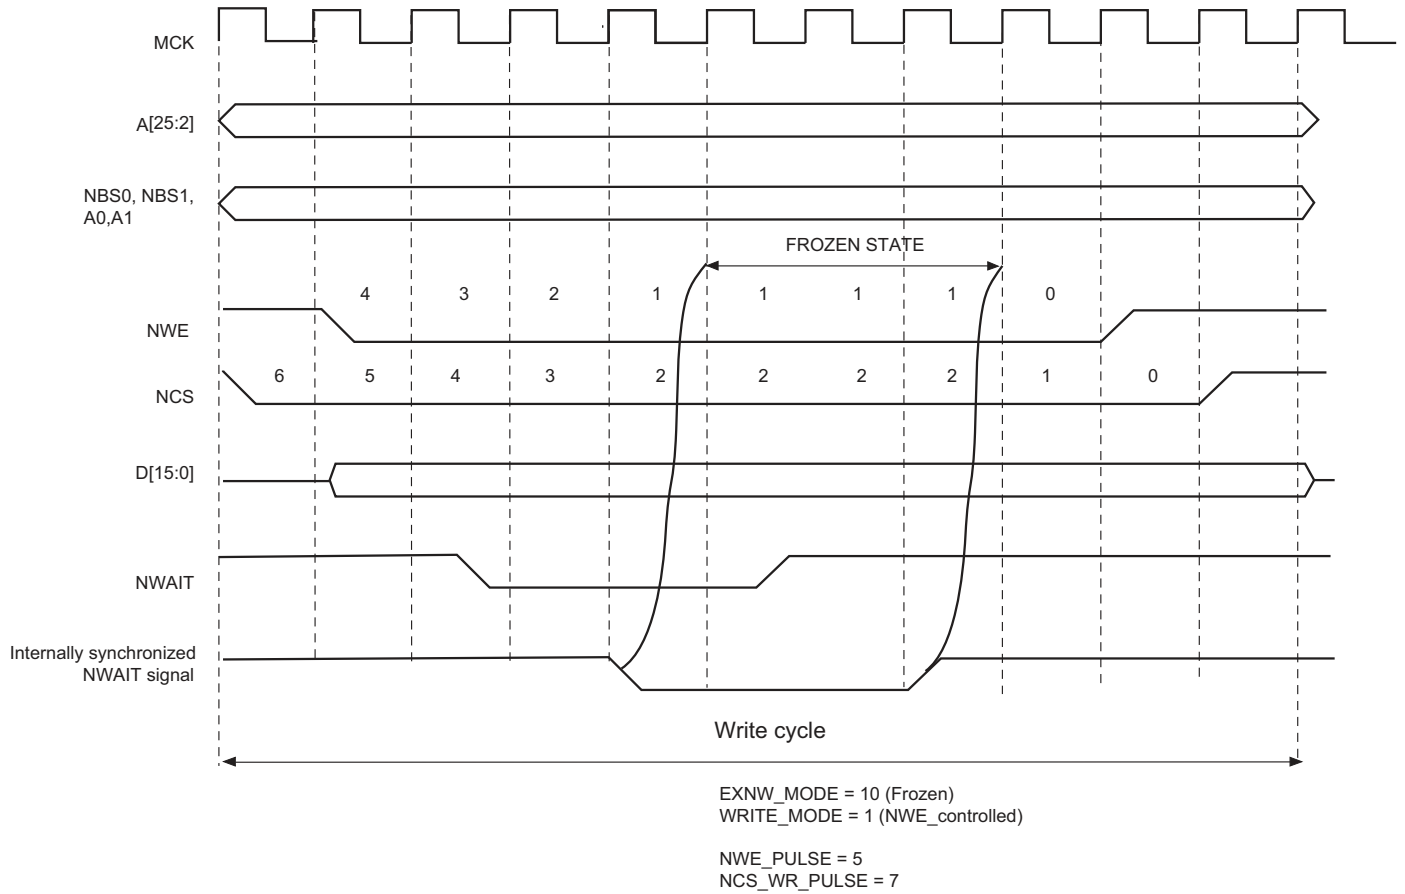 MCK
A[25:2]
NBS0, NBS1,
A0,A1
FROZEN STATE
4 3 2 1 1 1 1 0
NWE
6 5 4 3 2 2 2 2 1 0
NCS
D[15:0]
NWAIT
Internally synchronized
NWAIT signal
Write cycle
EXNW_MODE = 10 (Frozen)
WRITE_MODE = 1 (NWE_controlled)
NWE_PULSE = 5
NCS_WR_PULSE = 7